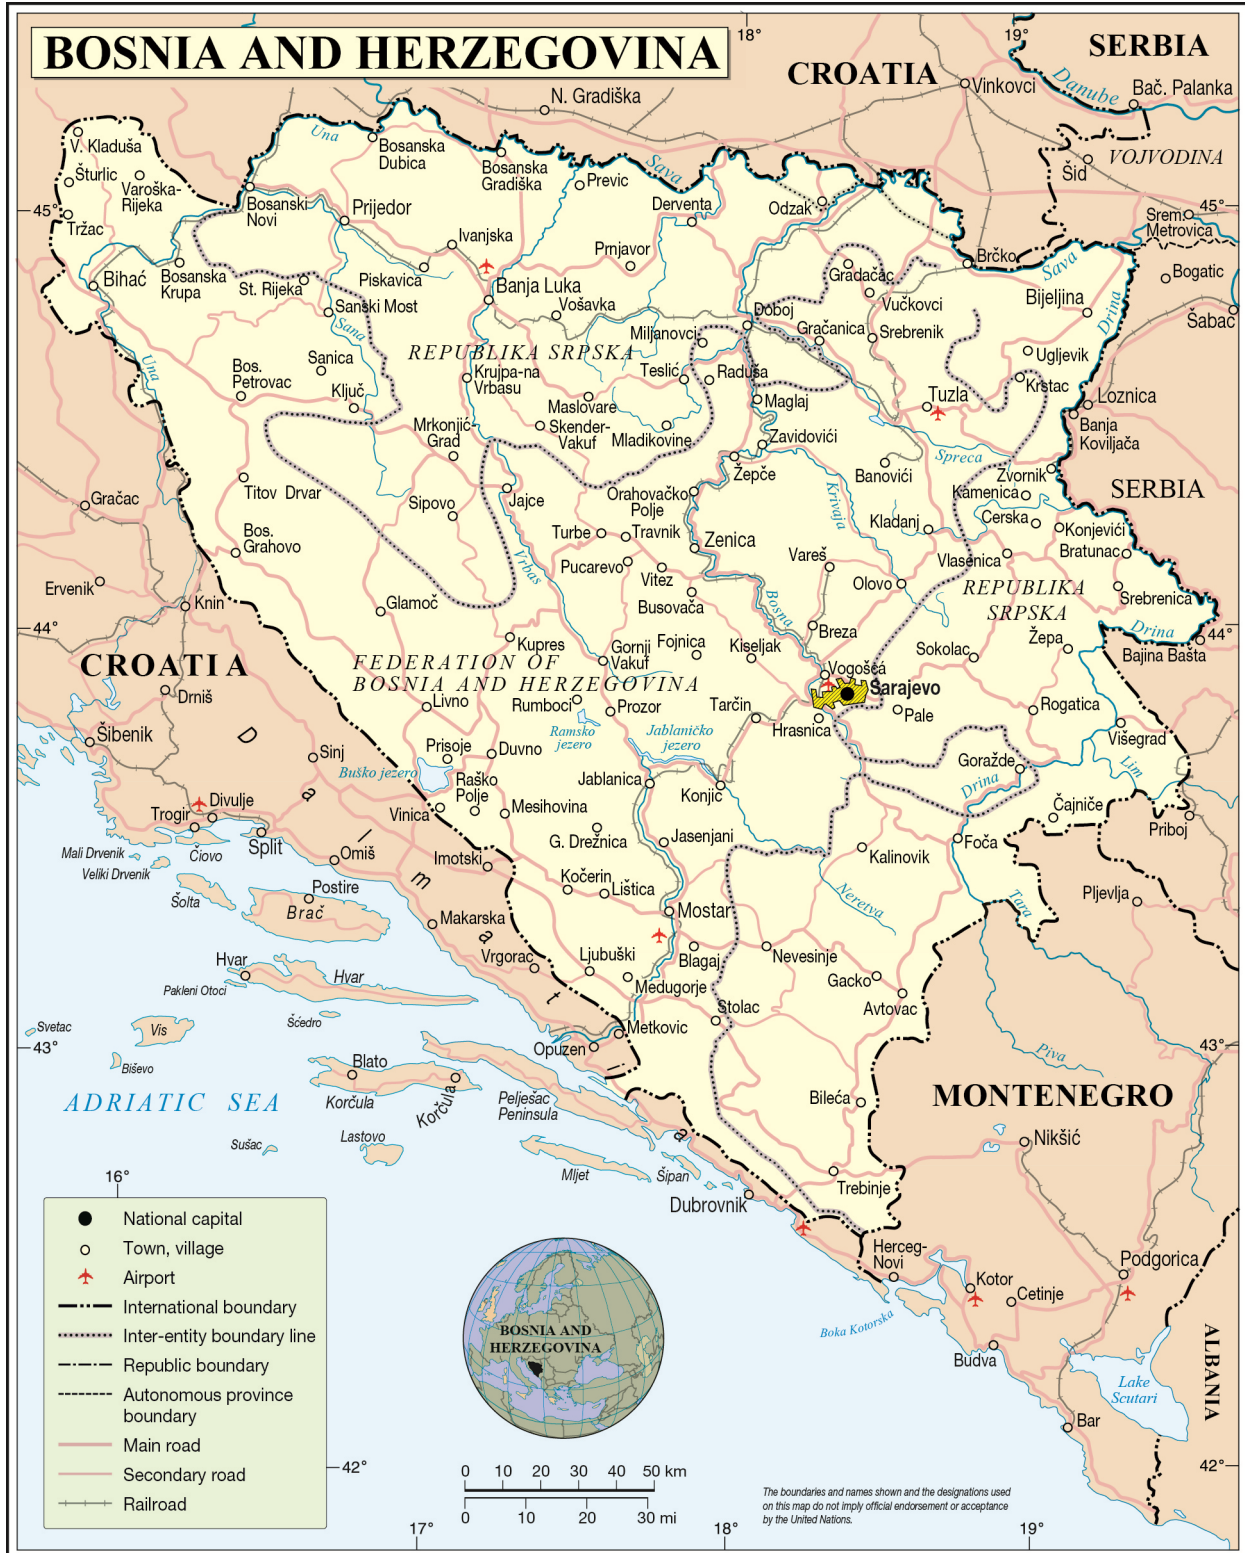 BOSNIA AND HERZEGOVINA
18°
19°
SERBIA
CROATIA
Vinkovci
Danube
Bač. Palanka
N. Gradiška
V. Kladuša
Una
Bosanska
Dubica
Bosanska
Gradiška
Sava
Previc
VOJVODINA
Šid
Šturlic
Varoška-
Rijeka
45°
Tržac
Bosanski
Novi
Prijedor
Derventa
Odzak
45°
Srem.
Metrovica
Ivanjska
Prnjavor
Brčko
Sava
Bogatic
Bihać
Bosanska
Krupa
St. Rijeka
Piskavica
Banja Luka
Gradačac
Vučkovci
Bijeljina
Drina
Šabac
Sanski Most
Sana
Vošavka
Doboj
Miljanovci
Gračanica
Srebrenik
REPUBLIKA SRPSKA
Una
Ugljevik
Sanica
Bos.
Petrovac
Ključ
Krujpa-na
Vrbasu
Teslić
Raduša
Krstac
Maslovare
Maglaj
Tuzla
Loznica
Banja
Koviljača
Mrkonjić-
Grad
Skender-
Vakuf
Mladikovine
Zavidovići
Spreca
Žepče
Banovići
Zvornik
Kamenica
SERBIA
Titov Drvar
Gračac
Sipovo
Jajce
Orahovačko
Polje
Krivaja
Kladanj
Cerska
Konjevići
Bratunac
Bos.
Grahovo
Turbe
Travnik
Zenica
Vareš
Vlasenica
Pucarevo
Vitez
Olovo
REPUBLIKA
SRPSKA
Srebrenica
Ervenik
Vrbas
Busovača
Bosna
Knin
Glamoč
44°
Breza
Žepa
Drina
44°
Bajina Bašta
Kupres
Gornji
Vakuf
Fojnica
Kiseljak
Sokolac
CROATIA
FEDERATION OF
BOSNIA AND HERZEGOVINA
Vogošća
Sarajevo
Drniš
Livno
Rumboci
Prozor
Tarčin
Hrasnica
Pale
Rogatica
Višegrad
Šibenik
Ramsko
jezero
Jablaničko
jezero
Sinj
Prisoje
Duvno
Goražde
Lim
Buško jezero
Raško
Polje
Jablanica
Konjic
Drina
Čajniče
Trogir
Divulje
Vinica
Mesihovina
Priboj
Split
Čiovo
Mali Drvenik
Veliki Drvenik
Omiš
Imotski
G. Drežnica
Jasenjani
Kalinovik
Foča
Šolta
Postire
Brač
Kočerin
Lištica
Neretva
Tara
Pljevlja
Makarska
Mostar
Dalmatia
Hvar
Hvar
Pakleni Otoci
Vrgorac
Ljubuški
Blagaj
Nevesinje
Gacko
Medugorje
Avtovac
Svetac
Vis
Šćedro
Stolac
Metkovic
43°
Opuzen
43°
Biševo
Blato
Piva
ADRIATIC SEA
Korčula
Korčula
Pelješac
Peninsula
Bileća
MONTENEGRO
Sušac
Lastovo
Nikšić
Mljet
Šipan
16°
Dubrovnik
Trebinje
National capital
Town, village
Airport
International boundary
Inter-entity boundary line
Republic boundary
Autonomous province
boundary
Main road
Secondary road
Railroad
Herceg-
Novi
Podgorica
Kotor
Cetinje
Boka Kotorska
Budva
ALBANIA
Lake
Scutari
Bar
BOSNIA AND
HERZEGOVINA
42°
42°
0 10 20 30 40 50 km
0 10 20 30 mi
The boundaries and names shown and the designations used
on this map do not imply official endorsement or acceptance
by the United Nations.
17°
18°
19°